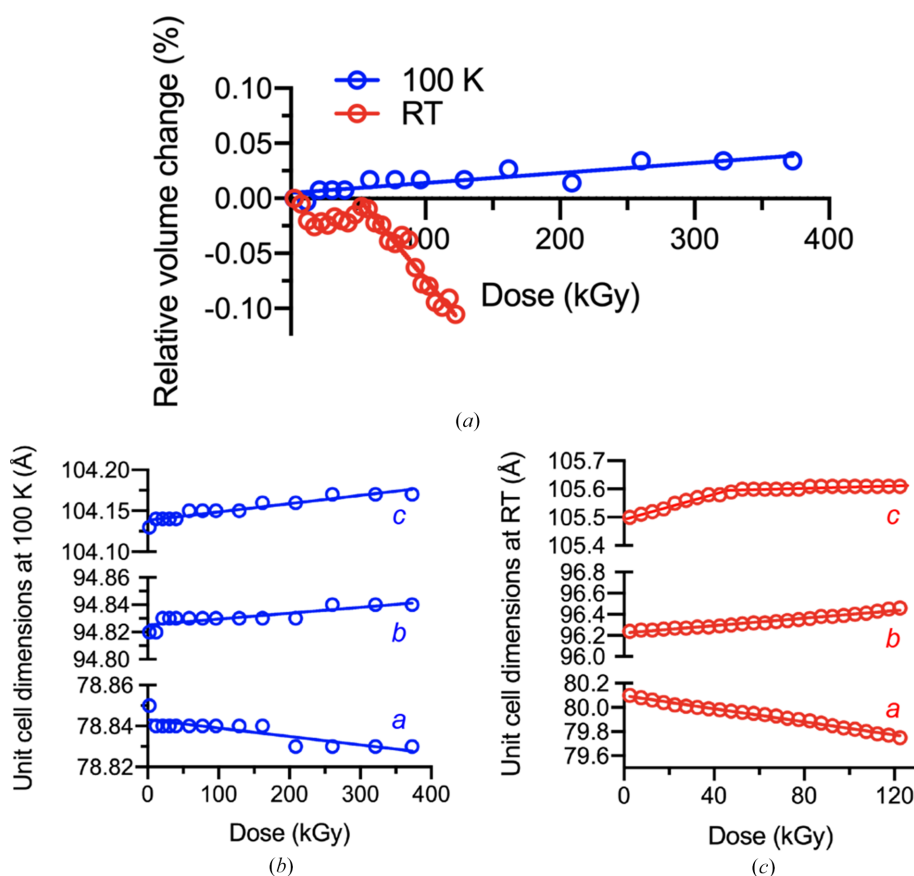 Relative volume change (%)
0.10
0.05
0.00
-0.05
-0.10
100 K
RT
100
200
300
400
Dose (kGy)
(a)
Unit cell dimensions at 100 K (Å)
104.20
104.15
104.10
94.86
94.84
94.82
94.80
78.86
78.84
78.82
c
b
a
0
100
200
300
400
Dose (kGy)
(b)
Unit cell dimensions at RT (Å)
105.7
105.6
105.5
105.4
96.8
96.6
96.4
96.2
96.0
80.2
80.0
79.8
79.6
c
b
a
0
40
80
120
Dose (kGy)
(c)